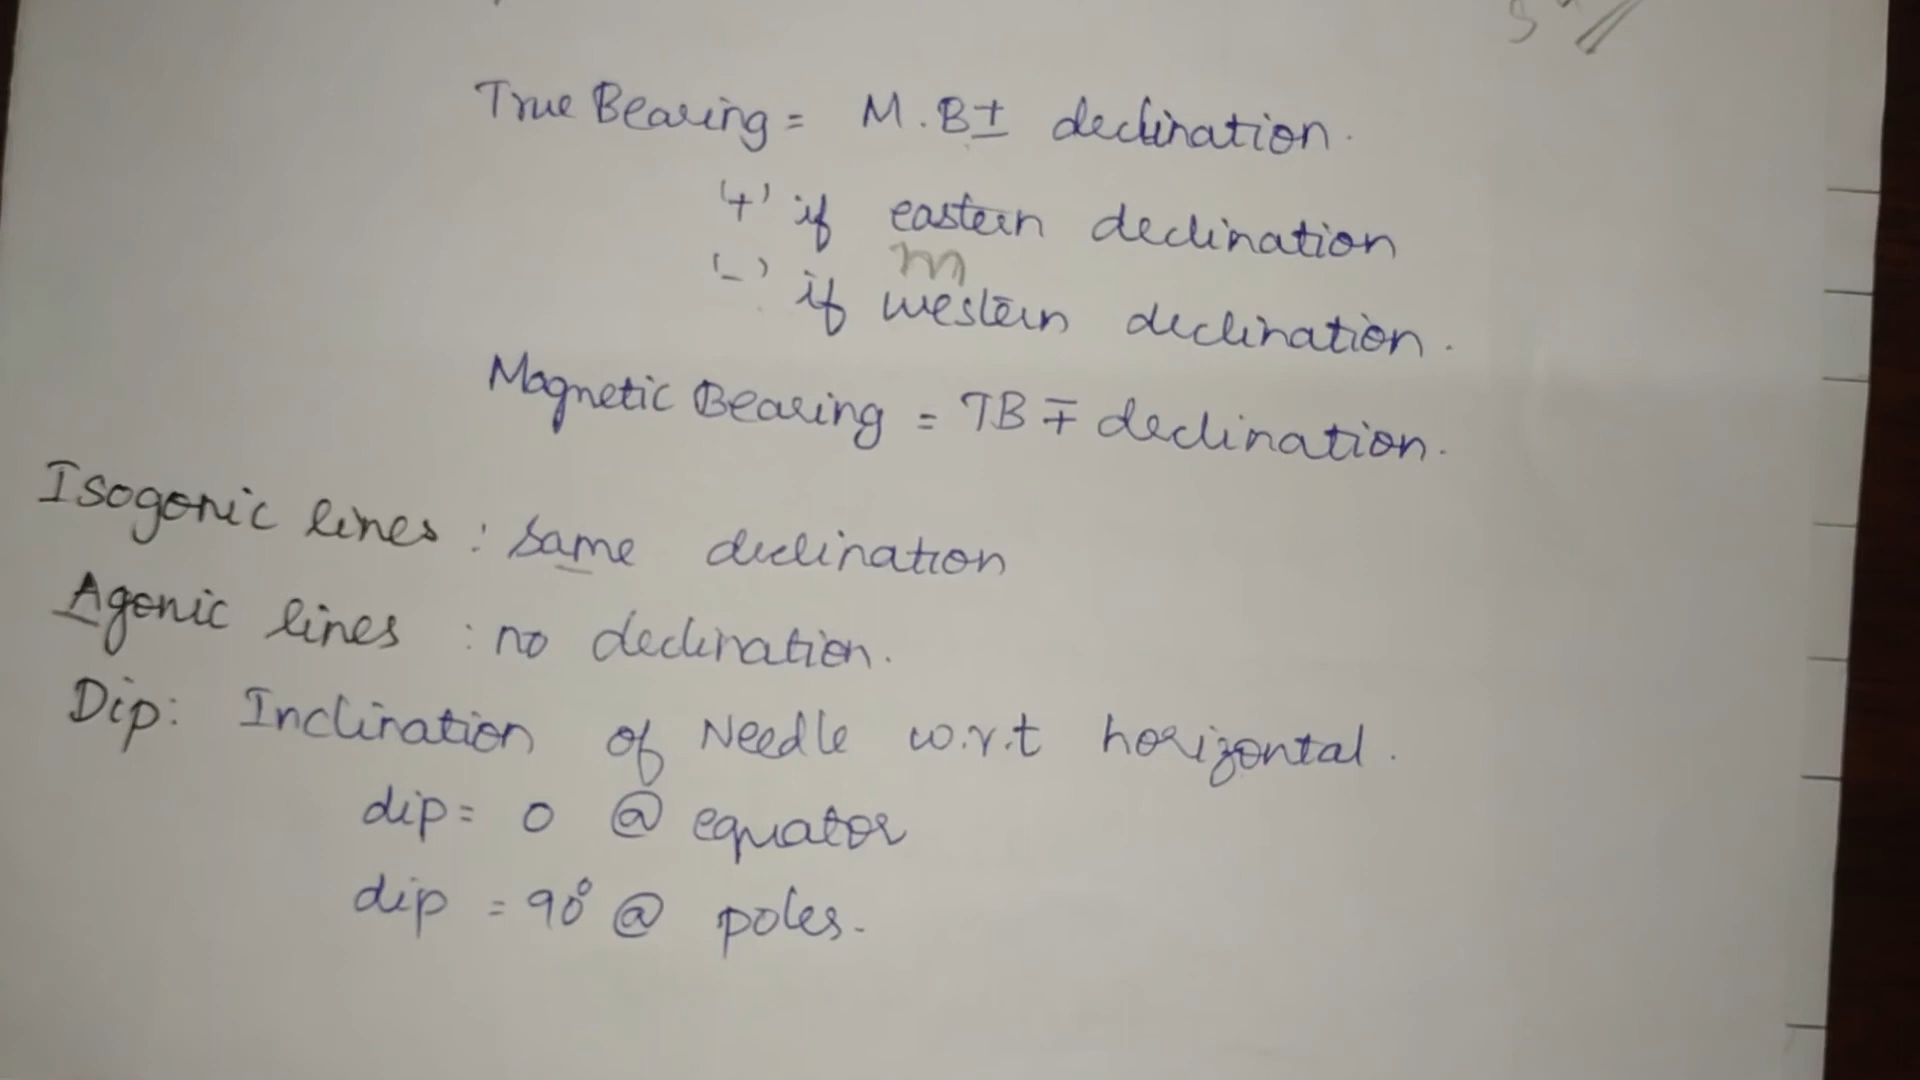 True Bearing = M.B ± declination.
'+' if eastern declination
m
'-' if western declination.
Magnetic Bearing = TB ∓ declination.
Isogonic lines : same declination
Agonic lines : no declination.
Dip: Inclination of Needle w.r.t horizontal.
dip = 0 @ equator
dip = 90° @ poles.